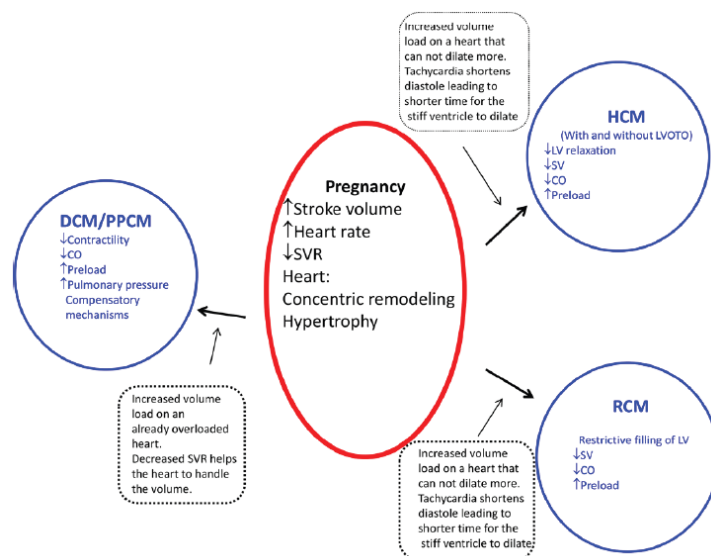 Increased volume
load on a heart that
can not dilate more.
Tachycardia shortens
diastole leading to
shorter time for the
stiff ventricle to dilate
HCM
(With and without LVOTO)
↓LV relaxation
↓SV
↓CO
↑Preload
Pregnancy
↑Stroke volume
↑Heart rate
↓SVR
Heart:
Concentric remodeling
Hypertrophy
DCM/PPCM
↓Contractility
↓CO
↑Preload
↑Pulmonary pressure
Compensatory
mechanisms
Increased volume
load on an
already overloaded
heart.
Decreased SVR helps
the heart to handle
the volume.
Increased volume
load on a heart that
can not dilate more.
Tachycardia shortens
diastole leading to
shorter time for the
stiff ventricle to dilate.
RCM
Restrictive filling of LV
↓SV
↓CO
↑Preload